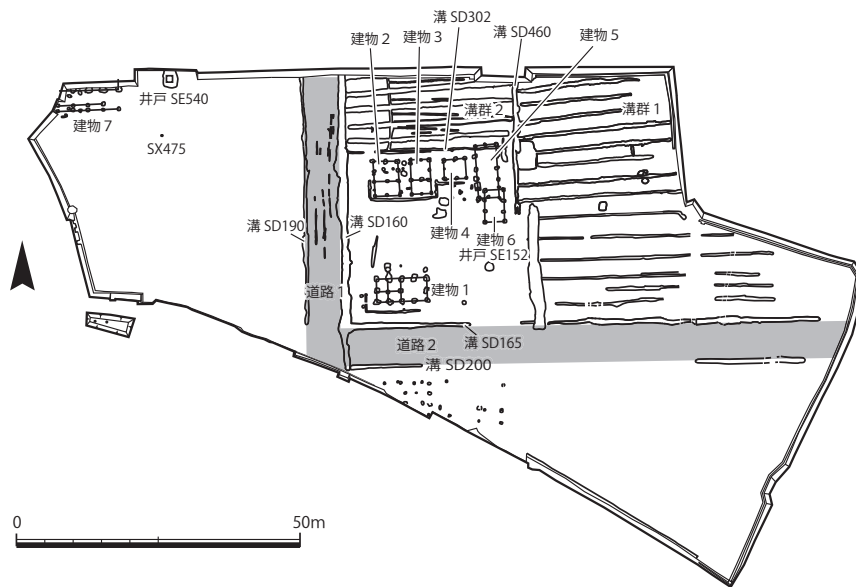 溝 SD302
建物２
建物３
溝 SD460
建物５
井戸 SE540
溝群２
溝群１
建物７
SX475
溝 SD190
溝 SD160
建物４
建物６
井戸 SE152
道路１
建物１
道路２
溝 SD165
溝 SD200
0
50m